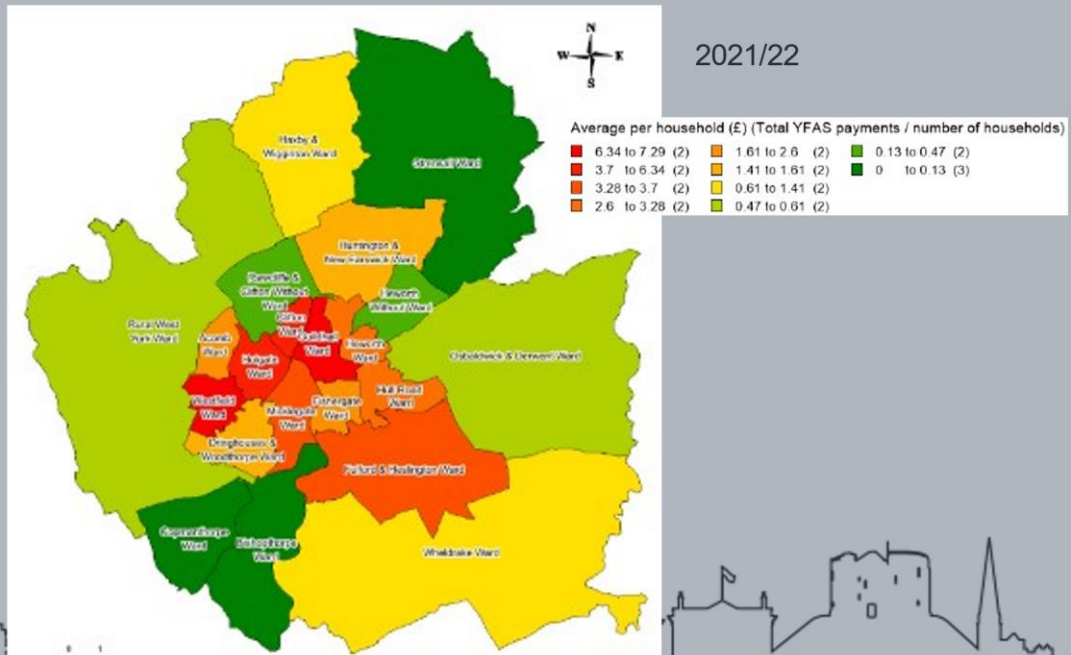 2021/22
N
W E
S
Average per household (£) (Total YFAS payments / number of households)
6.34 to 7.29 (2)
3.7 to 6.34 (2)
3.28 to 3.7 (2)
2.6 to 3.28 (2)
1.61 to 2.6 (2)
1.41 to 1.61 (2)
0.61 to 1.41 (2)
0.47 to 0.61 (2)
0.13 to 0.47 (2)
0 to 0.13 (3)
Haxby &
Wigginton Ward
Strensall Ward
Huntington &
New Earswick Ward
Rawcliffe &
Clifton Without
Ward
Heworth
Without Ward
Rural West
York Ward
Clifton
Ward
Guildhall
Ward
Acomb
Ward
Holgate
Ward
Heworth
Ward
Osbaldwick & Derwent Ward
Hull Road
Ward
Westfield
Ward
Micklegate
Ward
Fishergate
Ward
Dringhouses &
Woodthorpe Ward
Fulford & Heslington Ward
Copmanthorpe
Ward
Bishopthorpe
Ward
Wheldrake Ward
0 1